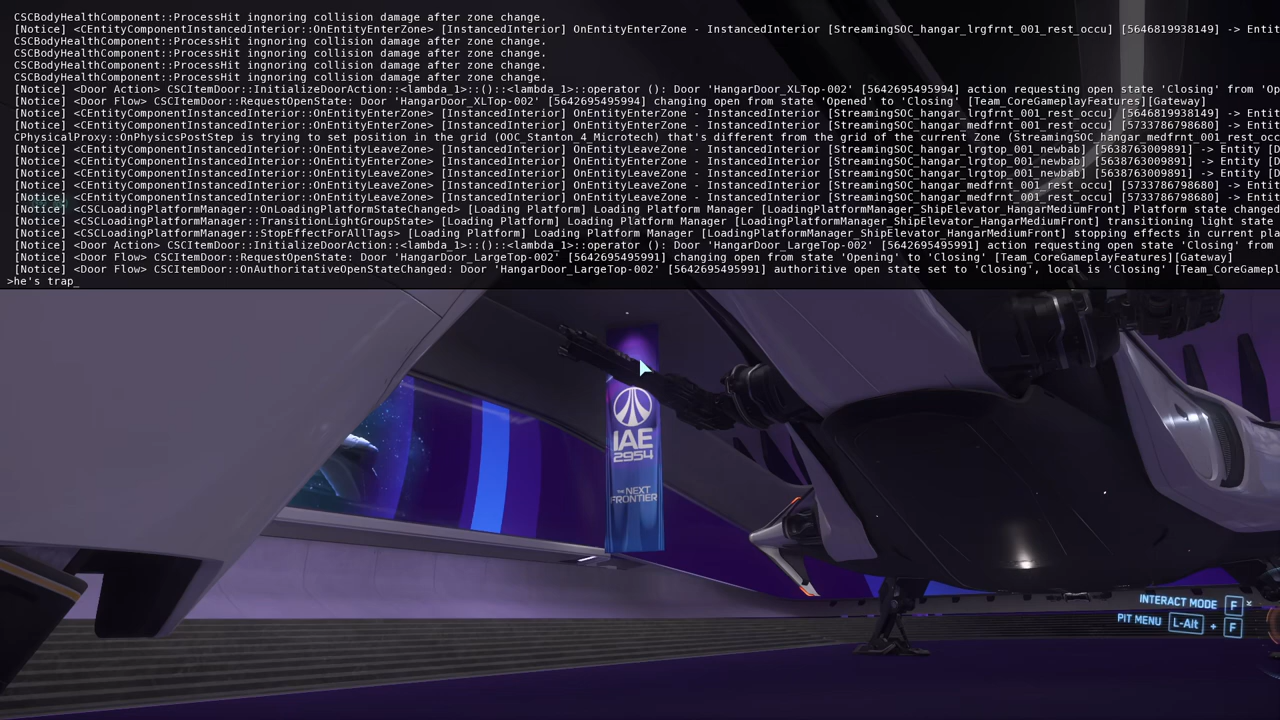 CSCBodyHealthComponent::ProcessHit ingnoring collision damage after zone change.
[Notice] <CEntityComponentInstancedInterior::OnEntityEnterZone> [InstancedInterior] OnEntityEnterZone - InstancedInterior [StreamingSOC_hangar_lrgfrnt_001_rest_occu] [5646819938149] -> Entit
CSCBodyHealthComponent::ProcessHit ingnoring collision damage after zone change.
CSCBodyHealthComponent::ProcessHit ingnoring collision damage after zone change.
CSCBodyHealthComponent::ProcessHit ingnoring collision damage after zone change.
CSCBodyHealthComponent::ProcessHit ingnoring collision damage after zone change.
[Notice] <Door Action> CSCItemDoor::InitializeDoorAction::<lambda_1>::()::<lambda_1>::operator (): Door 'HangarDoor_XLTop-002' [5642695495994] action requesting open state 'Closing' from 'Op
[Notice] <Door Flow> CSCItemDoor::RequestOpenState: Door 'HangarDoor_XLTop-002' [5642695495994] changing open from state 'Opened' to 'Closing' [Team_CoreGameplayFeatures][Gateway]
[Notice] <CEntityComponentInstancedInterior::OnEntityLeaveZone> [InstancedInterior] OnEntityLeaveZone - InstancedInterior [StreamingSOC_hangar_lrgfrnt_001_rest_occu] [5646819938149] -> Entit
[Notice] <CEntityComponentInstancedInterior::OnEntityEnterZone> [InstancedInterior] OnEntityEnterZone - InstancedInterior [StreamingSOC_hangar_medfrnt_001_rest_occu] [5733786798680] -> Entit
CPhysicalProxy::OnPhysicsPostStep is trying to set position in the grid (OOC_Stanton_4_Microtech) that's different from the grid of the current Zone (StreamingSOC_hangar_medfrnt_001_rest_oc
[Notice] <CEntityComponentInstancedInterior::OnEntityLeaveZone> [InstancedInterior] OnEntityLeaveZone - InstancedInterior [StreamingSOC_hangar_lrgtop_001_newbab] [5638763009891] -> Entity [D
[Notice] <CEntityComponentInstancedInterior::OnEntityEnterZone> [InstancedInterior] OnEntityEnterZone - InstancedInterior [StreamingSOC_hangar_lrgtop_001_newbab] [5638763009891] -> Entity [D
[Notice] <CEntityComponentInstancedInterior::OnEntityLeaveZone> [InstancedInterior] OnEntityLeaveZone - InstancedInterior [StreamingSOC_hangar_lrgtop_001_newbab] [5638763009891] -> Entity [D
[Notice] <CEntityComponentInstancedInterior::OnEntityLeaveZone> [InstancedInterior] OnEntityLeaveZone - InstancedInterior [StreamingSOC_hangar_medfrnt_001_rest_occu] [5733786798680] -> Entit
[Notice] <CEntityComponentInstancedInterior::OnEntityLeaveZone> [InstancedInterior] OnEntityLeaveZone - InstancedInterior [StreamingSOC_hangar_medfrnt_001_rest_occu] [5733786798680] -> Entit
[Notice] <CSCLoadingPlatformManager::OnLoadingPlatformStateChanged> [Loading Platform] Loading Platform Manager [LoadingPlatformManager_ShipElevator_HangarMediumFront] Platform state change
[Notice] <CSCLoadingPlatformManager::TransitionLightGroupState> [Loading Platform] Loading Platform Manager [LoadingPlatformManager_ShipElevator_HangarMediumFront] transitioning light state
[Notice] <CSCLoadingPlatformManager::StopEffectForAllTags> [Loading Platform] Loading Platform Manager [LoadingPlatformManager_ShipElevator_HangarMediumFront] stopping effects in current pla
[Notice] <Door Action> CSCItemDoor::InitializeDoorAction::<lambda_1>::()::<lambda_1>::operator (): Door 'HangarDoor_LargeTop-002' [5642695495991] action requesting open state 'Closing' from
[Notice] <Door Flow> CSCItemDoor::RequestOpenState: Door 'HangarDoor_LargeTop-002' [5642695495991] changing open from state 'Opening' to 'Closing' [Team_CoreGameplayFeatures][Gateway]
[Notice] <Door Flow> CSCItemDoor::OnAuthoritativeOpenStateChanged: Door 'HangarDoor_LargeTop-002' [5642695495991] authoritive open state set to 'Closing', local is 'Closing' [Team_CoreGamepl
>he's trap_
IAE
2954
THE NEXT
FRONTIER
INTERACT MODE F
PIT MENU L-Alt + F